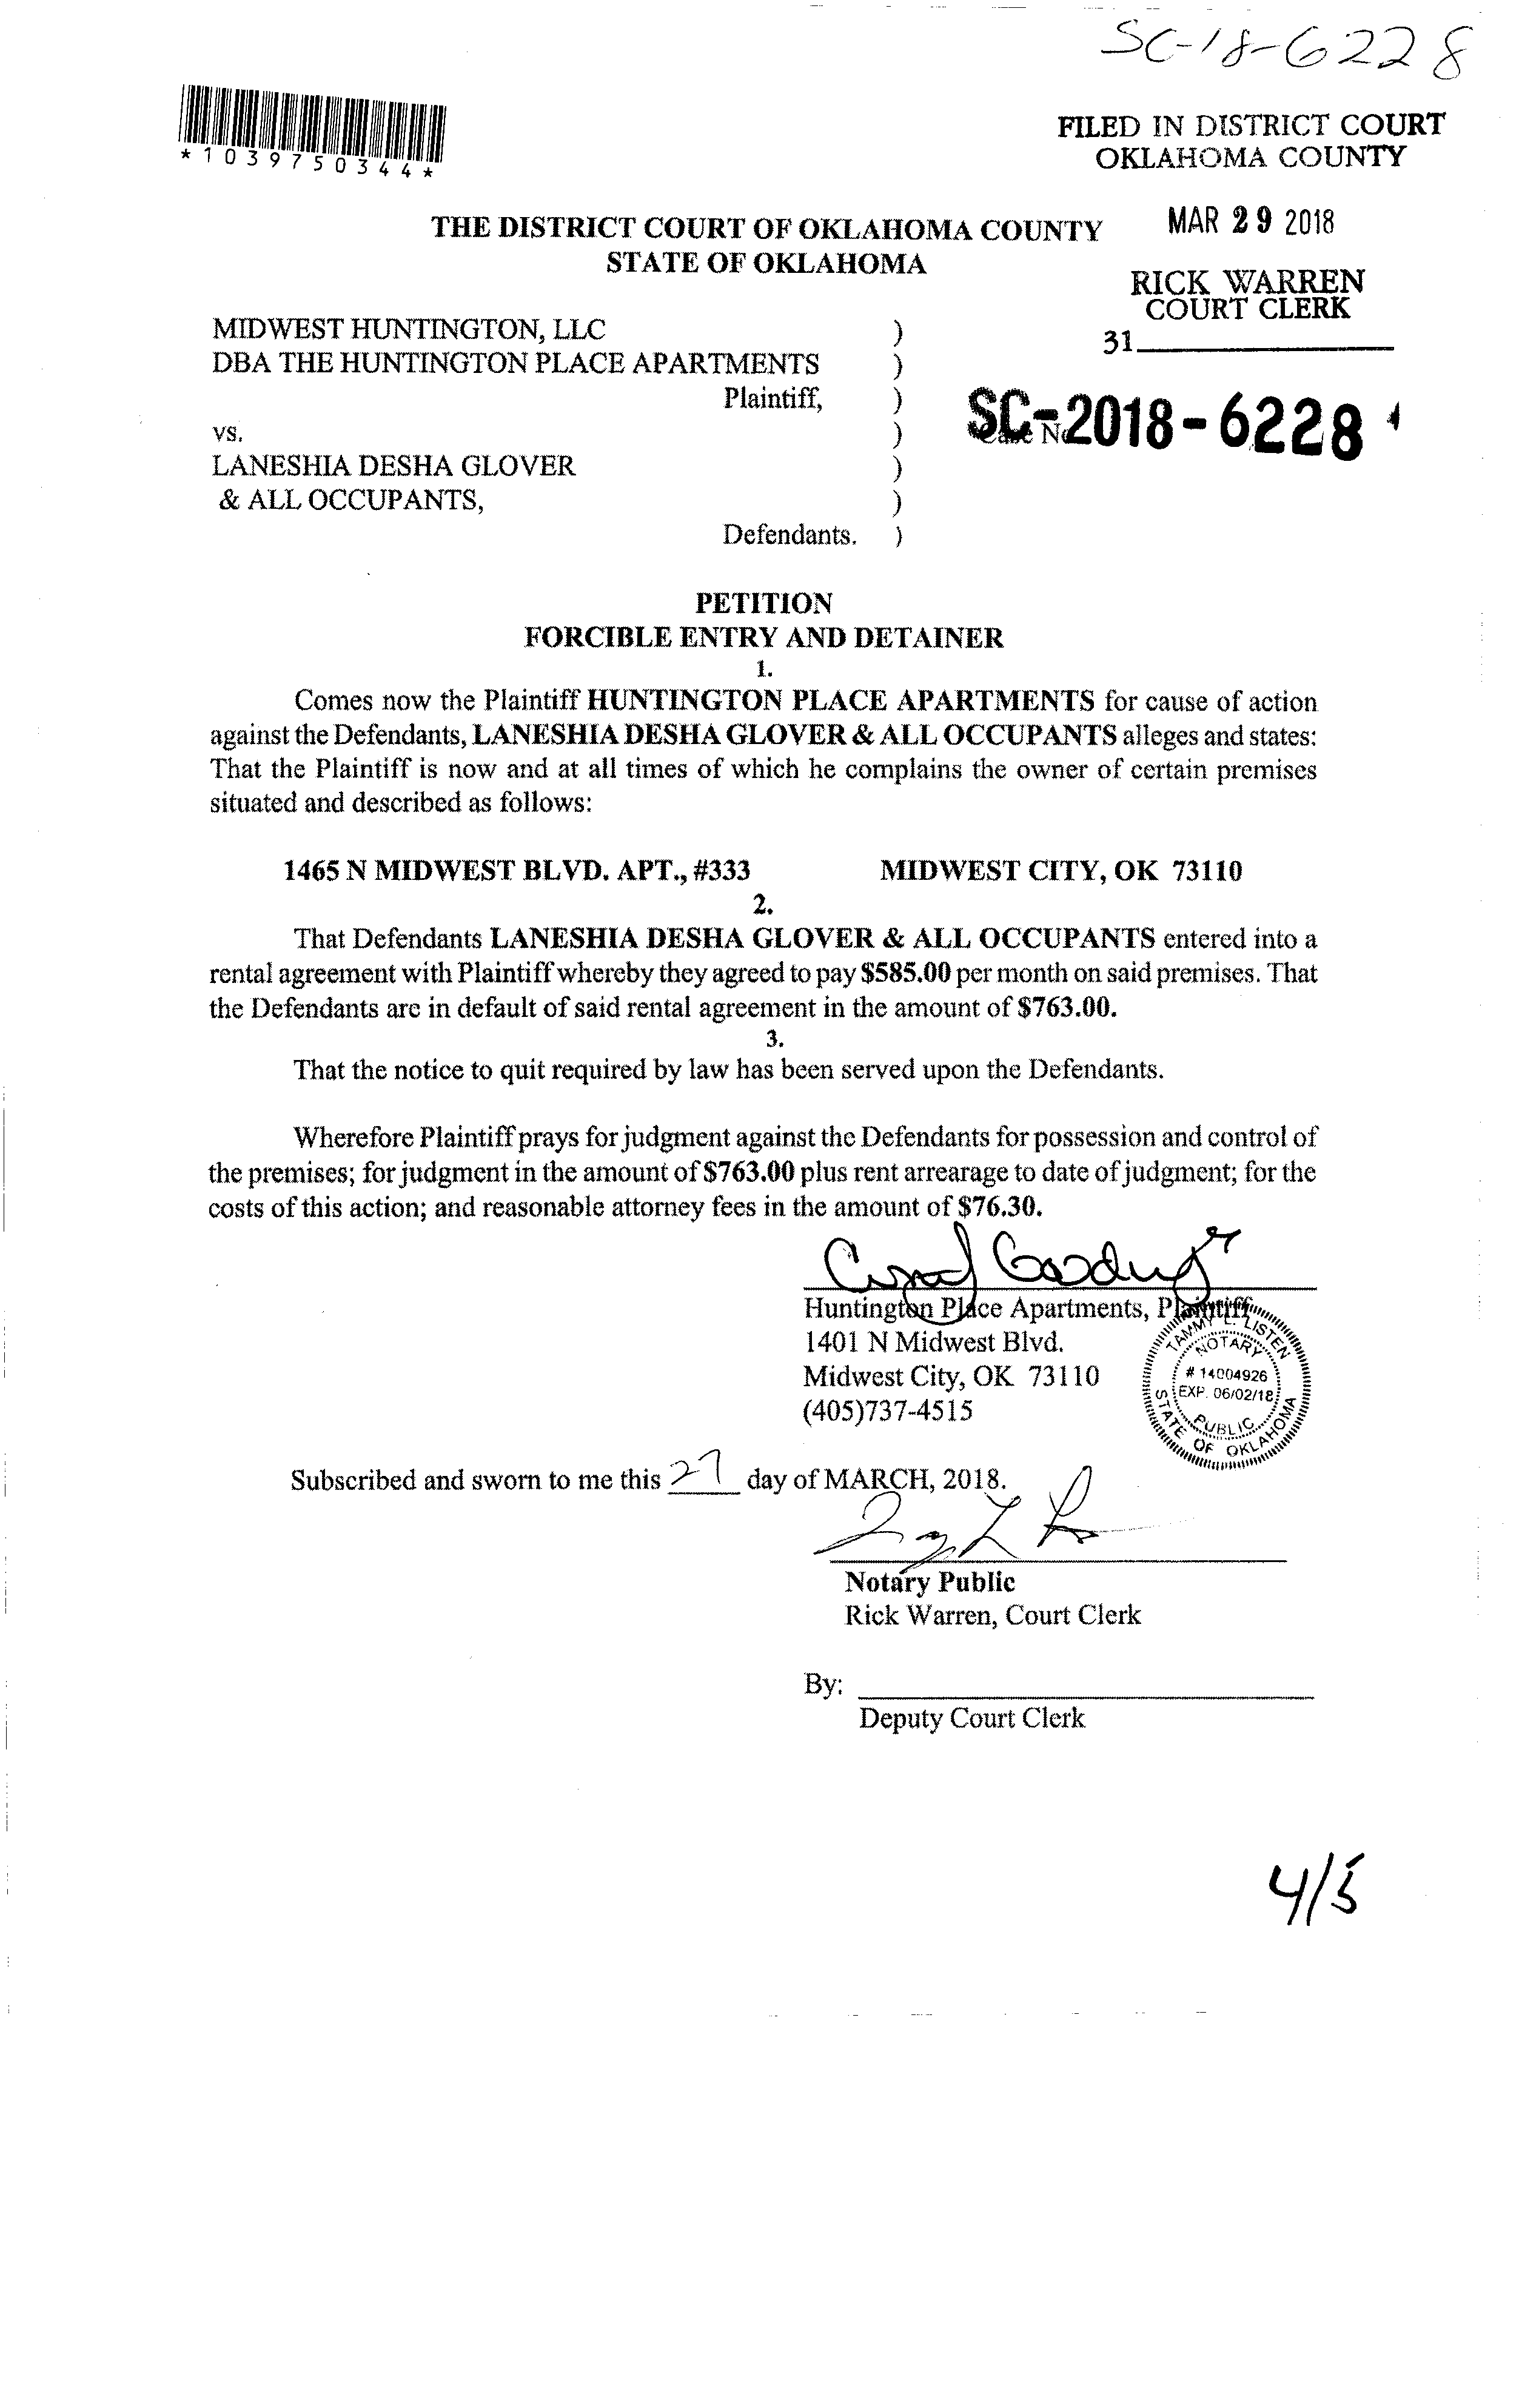 SC-18-6228
*1039750344*
FILED IN DISTRICT COURT
OKLAHOMA COUNTY
MAR 29 2018
RICK WARREN
COURT CLERK
31
THE DISTRICT COURT OF OKLAHOMA COUNTY
STATE OF OKLAHOMA
MIDWEST HUNTINGTON, LLC )
DBA THE HUNTINGTON PLACE APARTMENTS )
Plaintiff, )
vs. )
SC-2018-6228
LANESHIA DESHA GLOVER )
& ALL OCCUPANTS, )
Defendants. )
PETITION
FORCIBLE ENTRY AND DETAINER
1.
Comes now the Plaintiff HUNTINGTON PLACE APARTMENTS for cause of action
against the Defendants, LANESHIA DESHA GLOVER & ALL OCCUPANTS alleges and states:
That the Plaintiff is now and at all times of which he complains the owner of certain premises
situated and described as follows:
1465 N MIDWEST BLVD. APT., #333 MIDWEST CITY, OK 73110
2.
That Defendants LANESHIA DESHA GLOVER & ALL OCCUPANTS entered into a
rental agreement with Plaintiff whereby they agreed to pay $585.00 per month on said premises. That
the Defendants are in default of said rental agreement in the amount of $763.00.
3.
That the notice to quit required by law has been served upon the Defendants.
Wherefore Plaintiff prays for judgment against the Defendants for possession and control of
the premises; for judgment in the amount of $763.00 plus rent arrearage to date of judgment; for the
costs of this action; and reasonable attorney fees in the amount of $76.30.
Huntington Place Apartments, Plaintiff
1401 N Midwest Blvd.
Midwest City, OK 73110
(405)737-4515
TAMMY L. LISTEN
NOTARY
# 14004926
EXP. 06/02/18
PUBLIC
STATE OF OKLAHOMA
Subscribed and sworn to me this 27 day of MARCH, 2018.
Notary Public
Rick Warren, Court Clerk
By:
Deputy Court Clerk
4/5